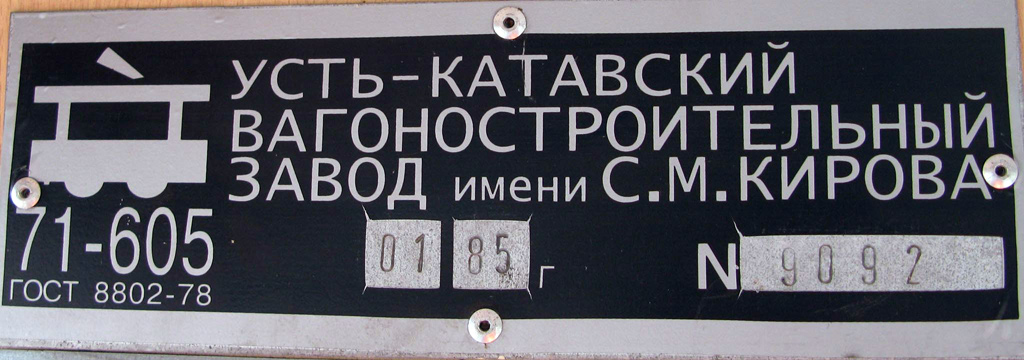 УСТЬ-КАТАВСКИЙ
ВАГОНОСТРОИТЕЛЬНЫЙ
ЗАВОД имени С.М.КИРОВА
71-605
ГОСТ 8802-78
01 85 г N 9092